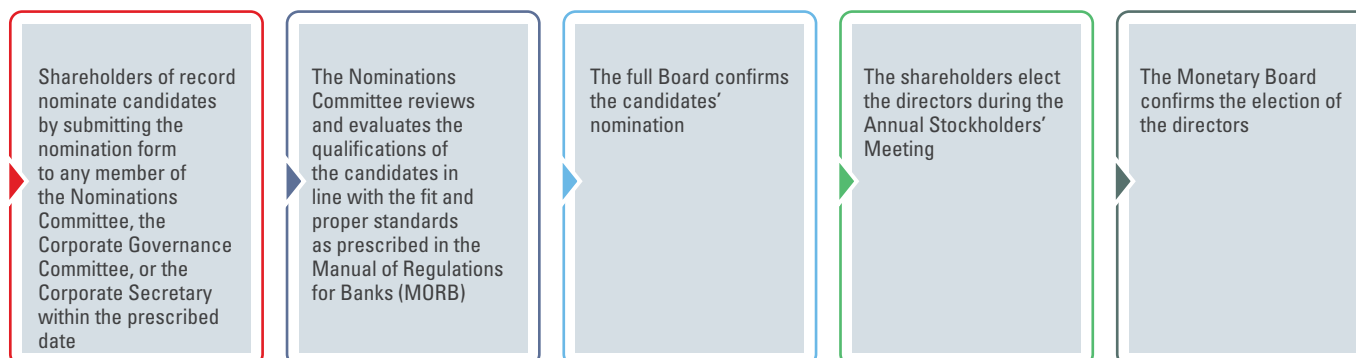 Shareholders of record
nominate candidates
by submitting the
nomination form
to any member of
the Nominations
Committee, the
Corporate Governance
Committee, or the
Corporate Secretary
within the prescribed
date
The Nominations
Committee reviews
and evaluates the
qualifications of
the candidates in
line with the fit and
proper standards
as prescribed in the
Manual of Regulations
for Banks (MORB)
The full Board confirms
the candidates’
nomination
The shareholders elect
the directors during the
Annual Stockholders’
Meeting
The Monetary Board
confirms the election of
the directors